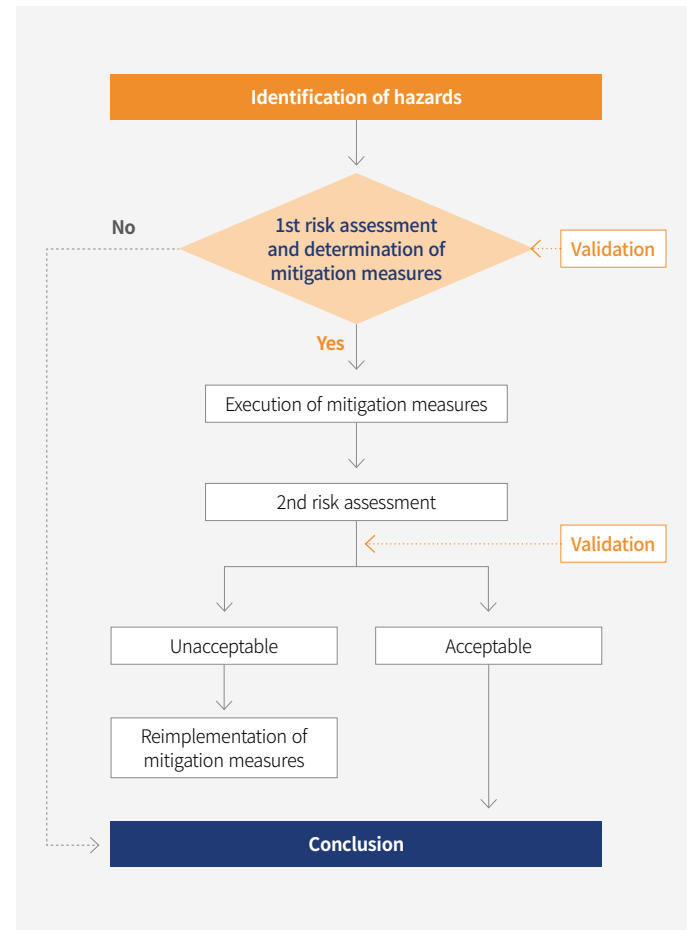 Identification of hazards
No
1st risk assessment
and determination of
mitigation measures
Validation
Yes
Execution of mitigation measures
2nd risk assessment
Validation
Unacceptable
Acceptable
Reimplementation of
mitigation measures
Conclusion